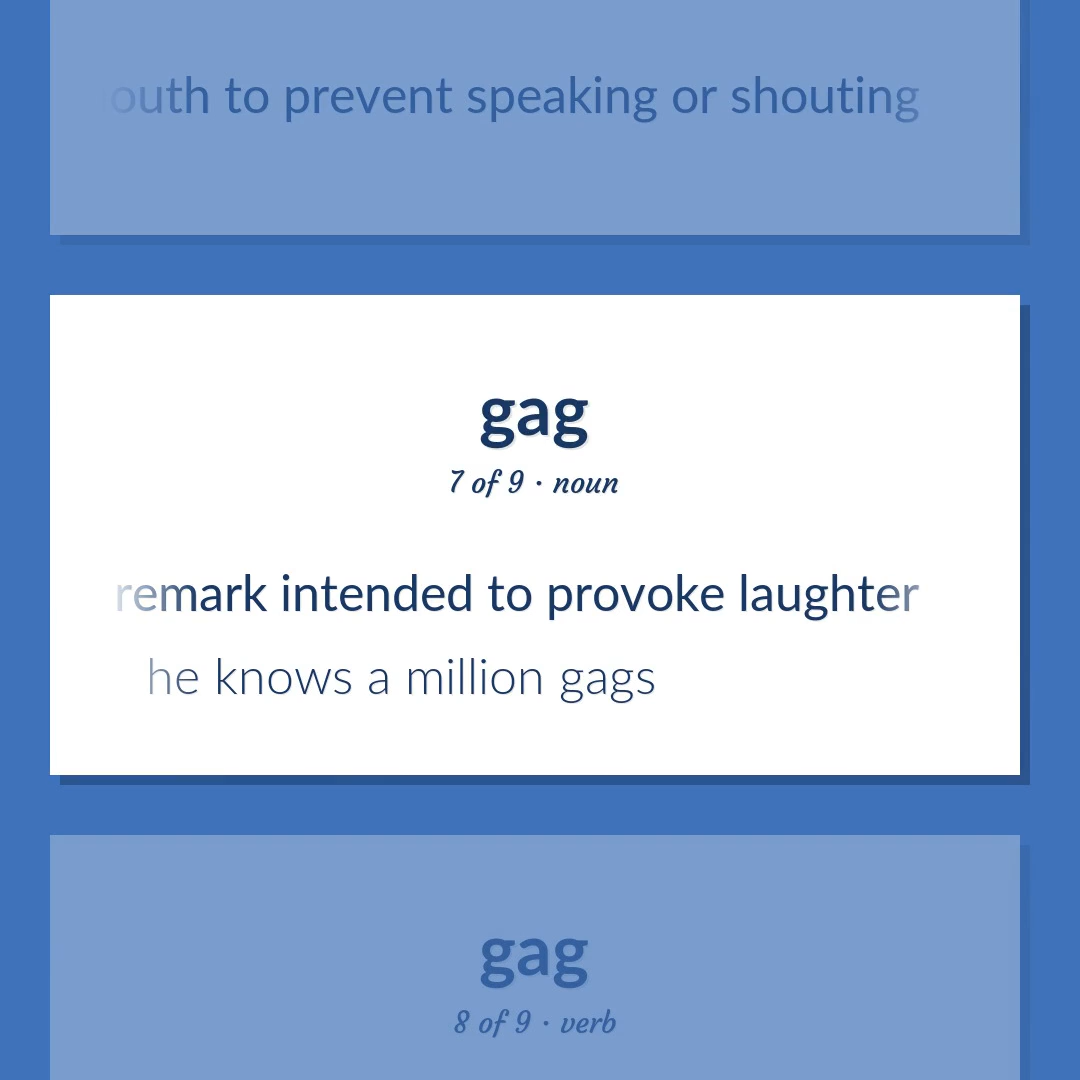 outh to prevent speaking or shouting
gag
7 of 9 · noun
remark intended to provoke laughter
he knows a million gags
gag
8 of 9 · verb